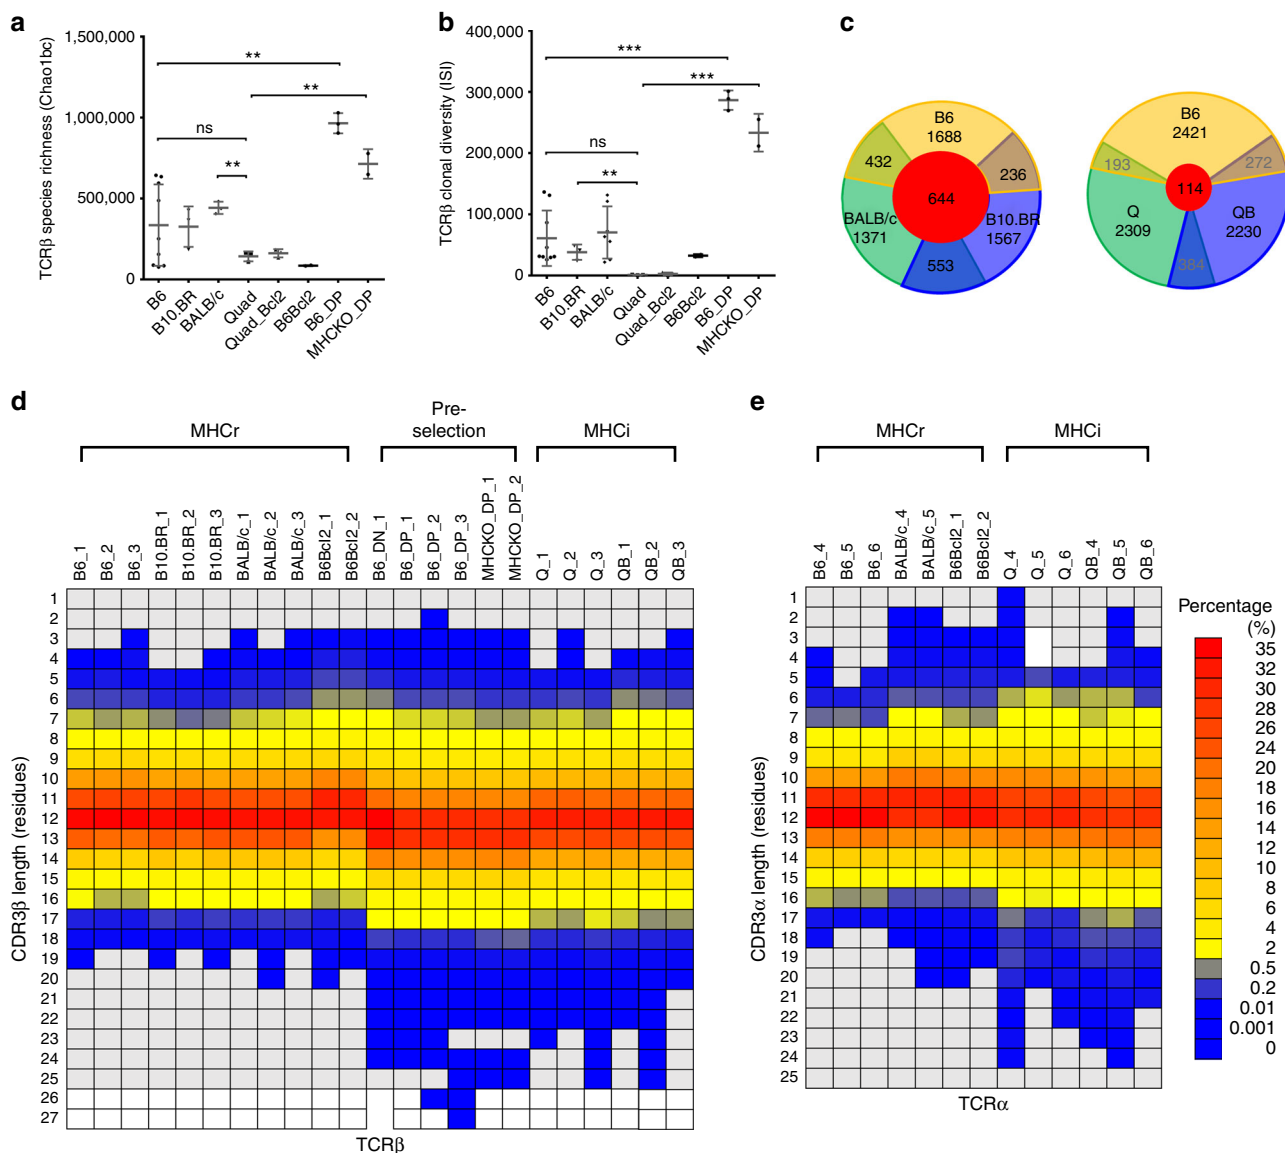 a
TCRβ species richness (Chao1bc)
1,500,000
1,000,000
500,000
0
**
**
ns
**
B6
B10.BR
BALB/c
Quad
Quad_Bcl2
B6Bcl2
B6_DP
MHCKO_DP
b
TCRβ clonal diversity (ISI)
400,000
300,000
200,000
100,000
0
***
***
ns
**
B6
B10.BR
BALB/c
Quad
Quad_Bcl2
B6Bcl2
B6_DP
MHCKO_DP
c
B6
1688
432
236
644
BALB/c
1371
B10.BR
1567
553
B6
2421
193
272
114
Q
2309
QB
2230
384
d
MHCr
Pre-
selection
MHCi
B6_1
B6_2
B6_3
B10.BR_1
B10.BR_2
B10.BR_3
BALB/c_1
BALB/c_2
BALB/c_3
B6Bcl2_1
B6Bcl2_2
B6_DN_1
B6_DP_1
B6_DP_2
B6_DP_3
MHCKO_DP_1
MHCKO_DP_2
Q_1
Q_2
Q_3
QB_1
QB_2
QB_3
CDR3β length (residues)
1
2
3
4
5
6
7
8
9
10
11
12
13
14
15
16
17
18
19
20
21
22
23
24
25
26
27
TCRβ
e
MHCr
MHCi
B6_4
B6_5
B6_6
BALB/c_4
BALB/c_5
B6Bcl2_1
B6Bcl2_2
Q_4
Q_5
Q_6
QB_4
QB_5
QB_6
CDR3α length (residues)
1
2
3
4
5
6
7
8
9
10
11
12
13
14
15
16
17
18
19
20
21
22
23
24
25
TCRα
Percentage
(%)
35
32
30
28
24
20
18
16
14
12
10
8
6
4
2
0.5
0.2
0.01
0.001
0